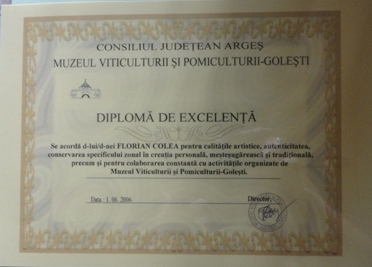 CONSILIUL JUDEȚEAN ARGEȘ
MUZEUL VITICULTURII ȘI POMICULTURII-GOLEȘTI
DIPLOMĂ DE EXCELENȚĂ
Se acordă d-lui/d-nei FLORIAN COLEA pentru calitățile artistice, autenticitatea,
conservarea specificului zonal în creația personală, meșteșugărească și tradițională,
precum și pentru colaborarea constantă cu activitățile organizate de
Muzeul Viticulturii și Pomiculturii-Golești.
Data : 1. 06. 2006
Director,